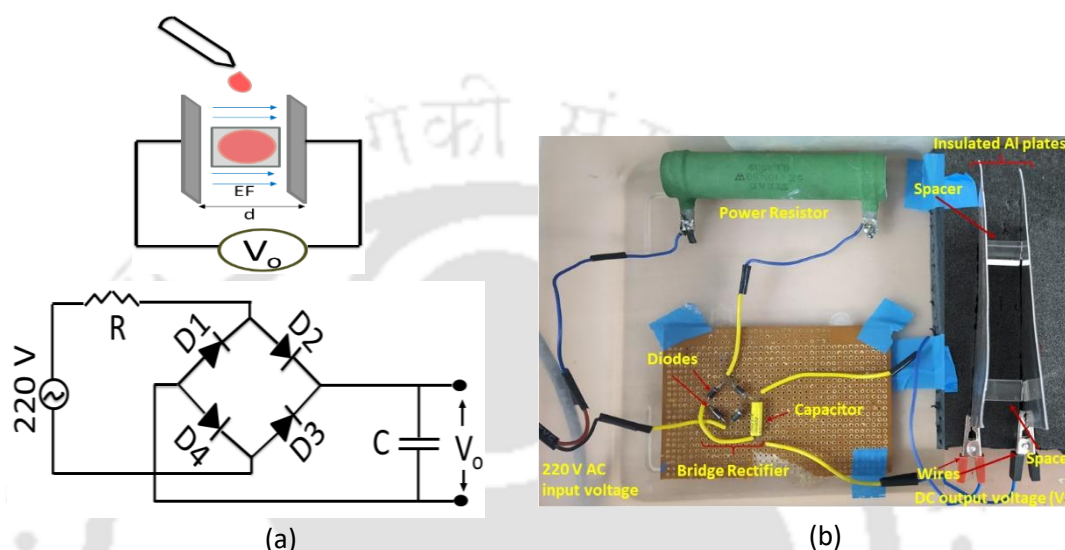 EF
d
Vo
220 V
R
D1
D2
D4
D3
C
Vo
(a)
Insulated Al plates
Spacer
Power Resistor
Diodes
Capacitor
Bridge Rectifier
220 V AC
input voltage
Wires
Space
DC output voltage (V
(b)